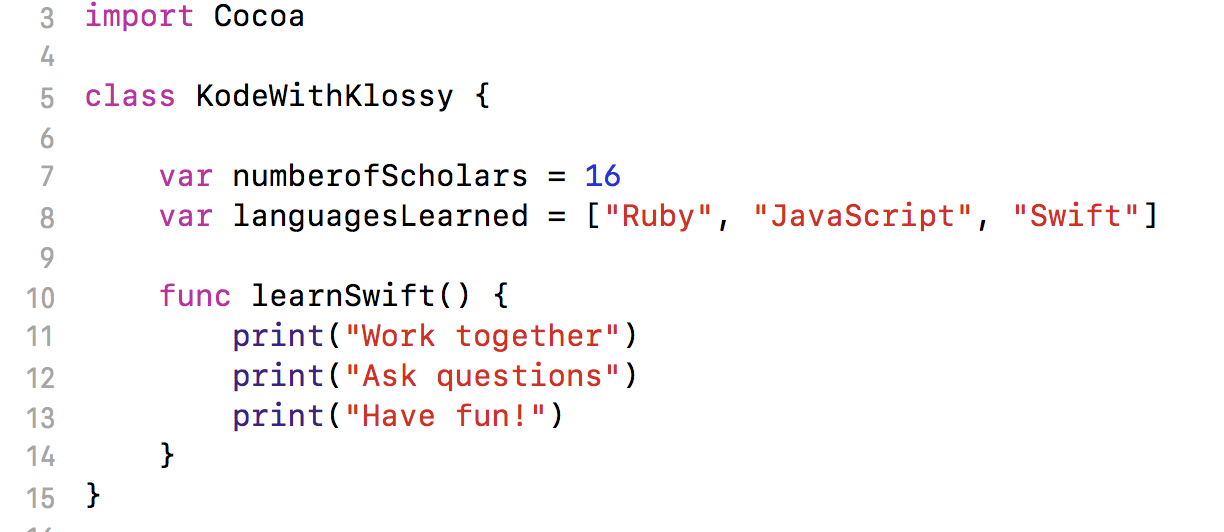 3 import Cocoa
4
5 class KodeWithKlossy {
6
7     var numberofScholars = 16
8     var languagesLearned = ["Ruby", "JavaScript", "Swift"]
9
10     func learnSwift() {
11         print("Work together")
12         print("Ask questions")
13         print("Have fun!")
14     }
15 }